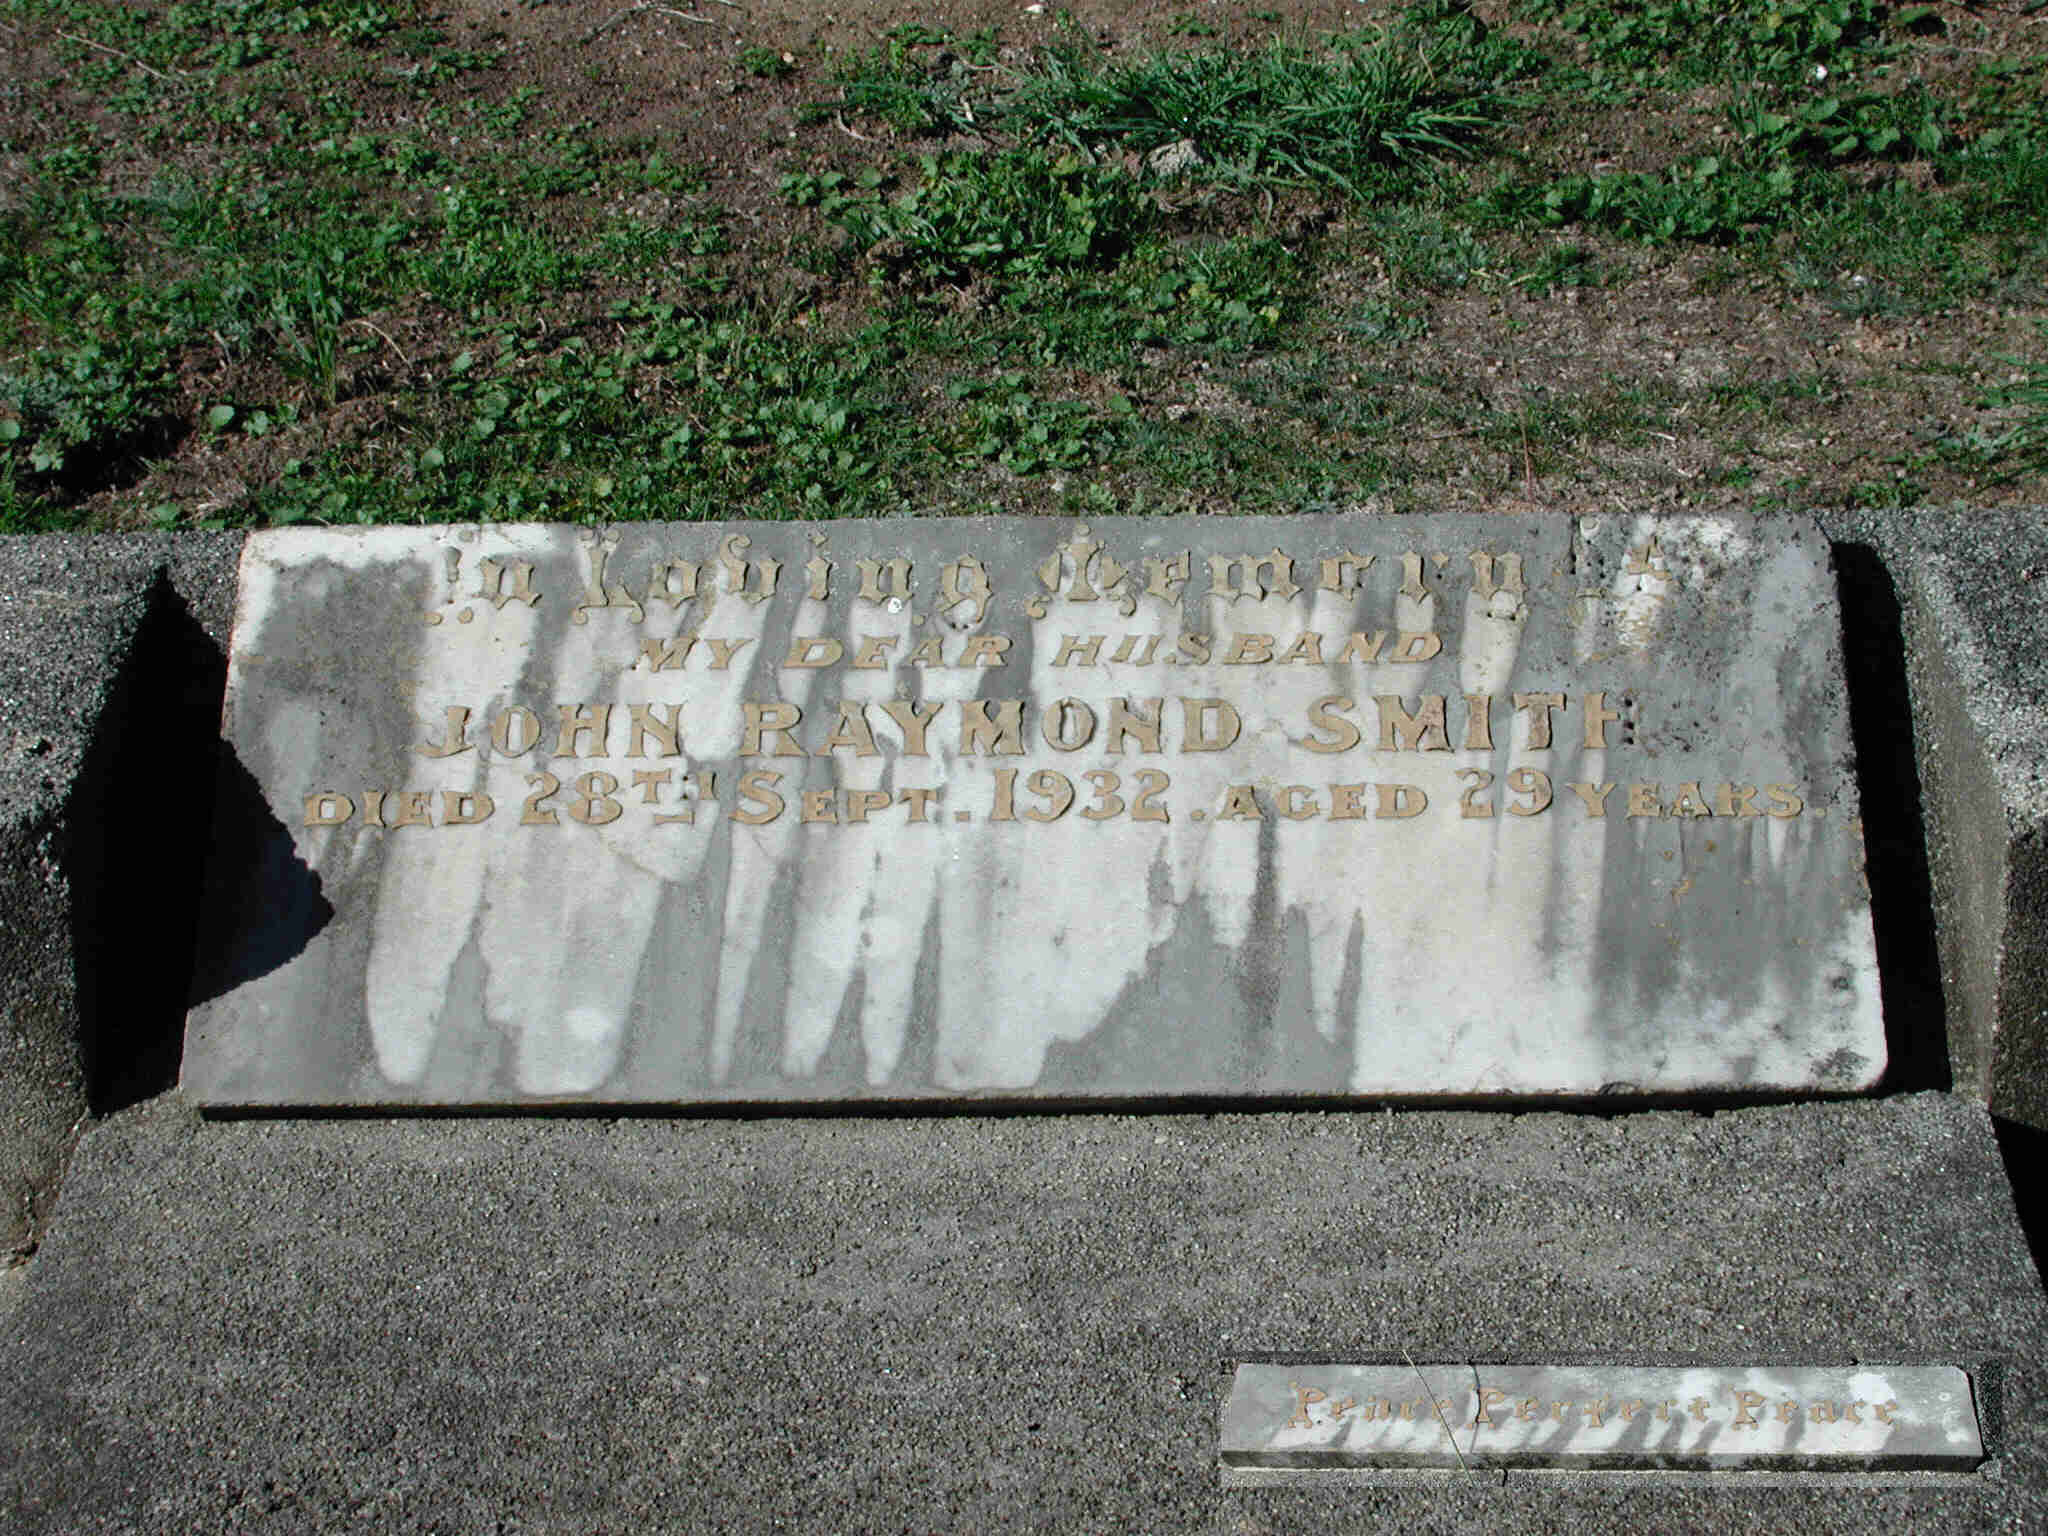 In Loving Memory of
MY DEAR HUSBAND
JOHN RAYMOND SMITH
DIED 28TH SEPT. 1932. AGED 29 YEARS.
Peace Perfect Peace